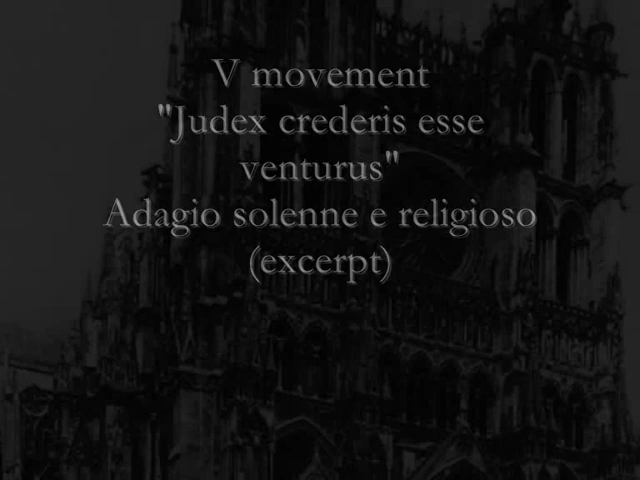 V movement
"Judex crederis esse
venturus"
Adagio solenne e religioso
(excerpt)